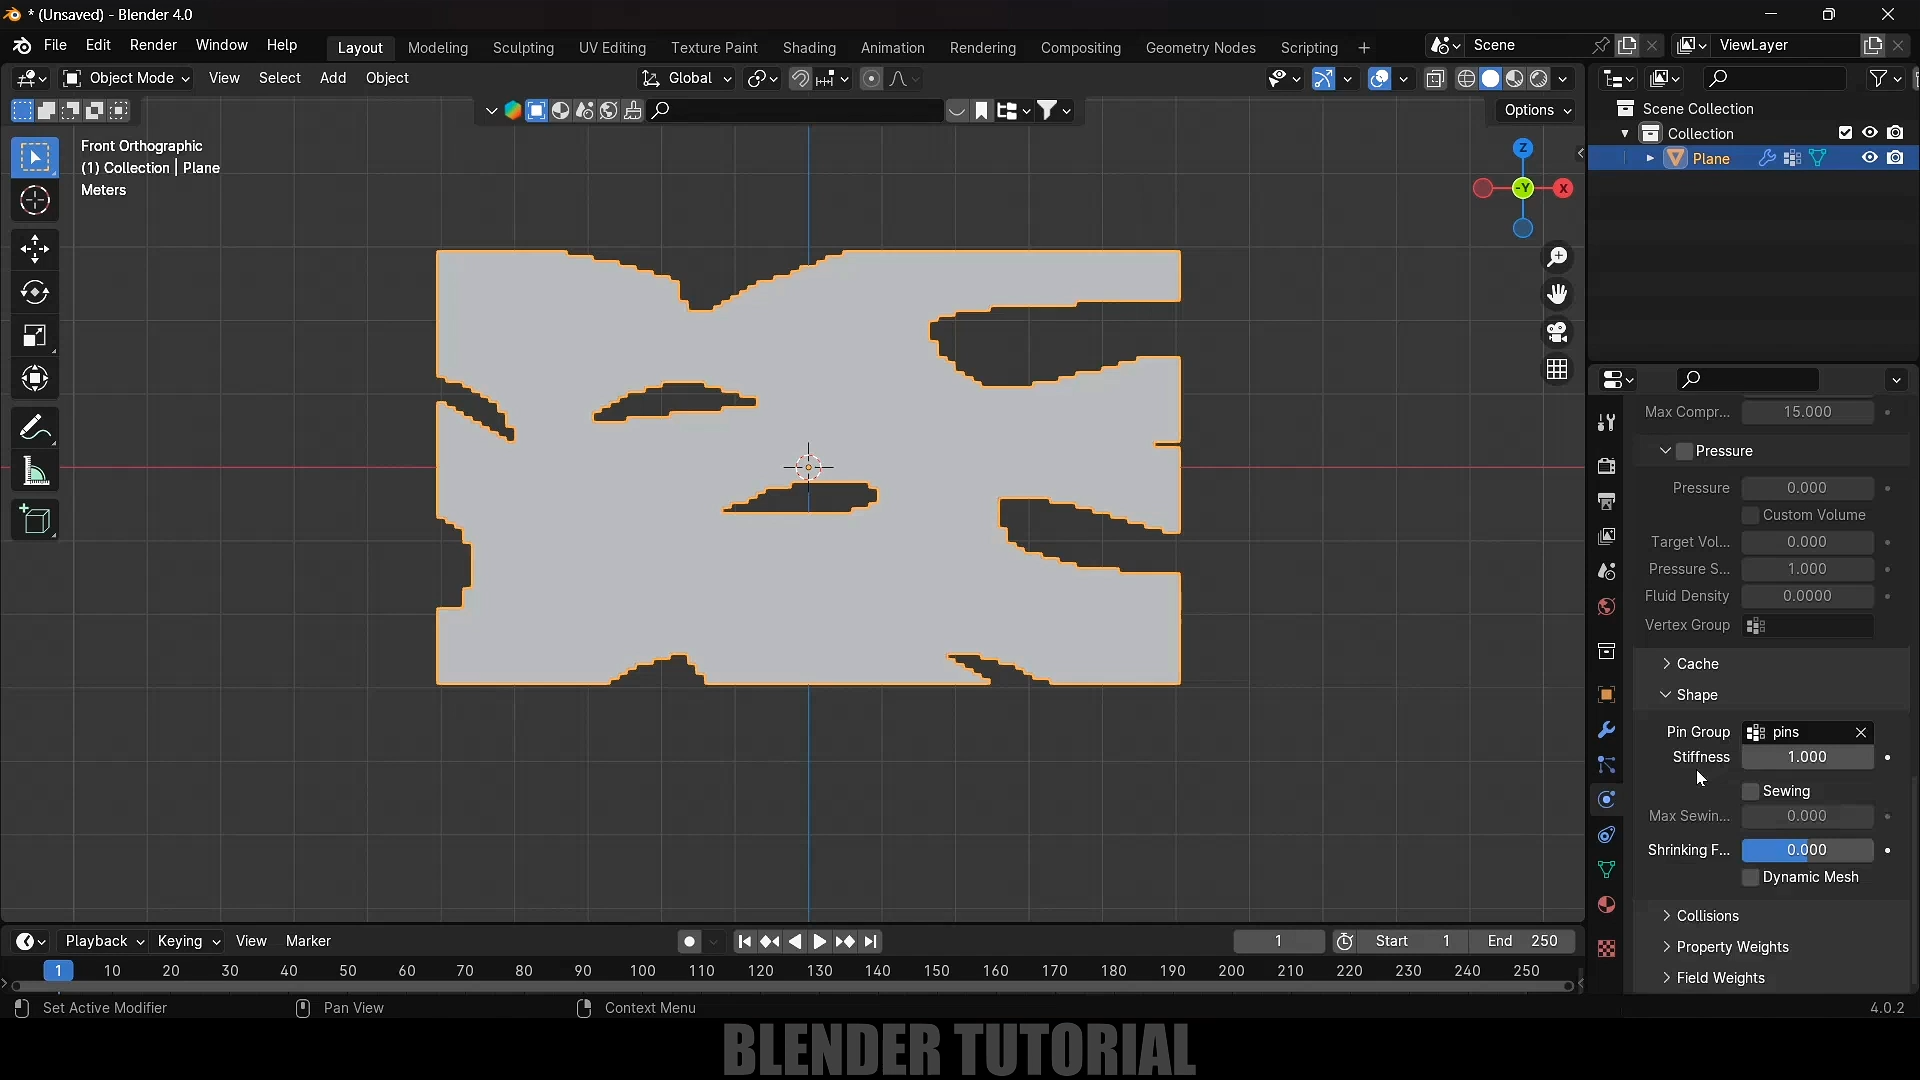 * (Unsaved) - Blender 4.0
File Edit Render Window Help Layout Modeling Sculpting UV Editing Texture Paint Shading Animation Rendering Compositing Geometry Nodes Scripting + Scene ViewLayer
Object Mode View Select Add Object Global
Options
Scene Collection
Collection
Plane
Front Orthographic
(1) Collection | Plane
Meters
Z
-Y X
Max Compr... 15.000
Pressure
Pressure 0.000
Custom Volume
Target Vol... 0.000
Pressure S... 1.000
Fluid Density 0.0000
Vertex Group
Cache
Shape
Pin Group pins
Stiffness 1.000
Sewing
Max Sewin... 0.000
Shrinking F... 0.000
Dynamic Mesh
Collisions
Property Weights
Field Weights
Playback Keying View Marker 1 Start 1 End 250
1 10 20 30 40 50 60 70 80 90 100 110 120 130 140 150 160 170 180 190 200 210 220 230 240 250
Set Active Modifier Pan View Context Menu 4.0.2
BLENDER TUTORIAL